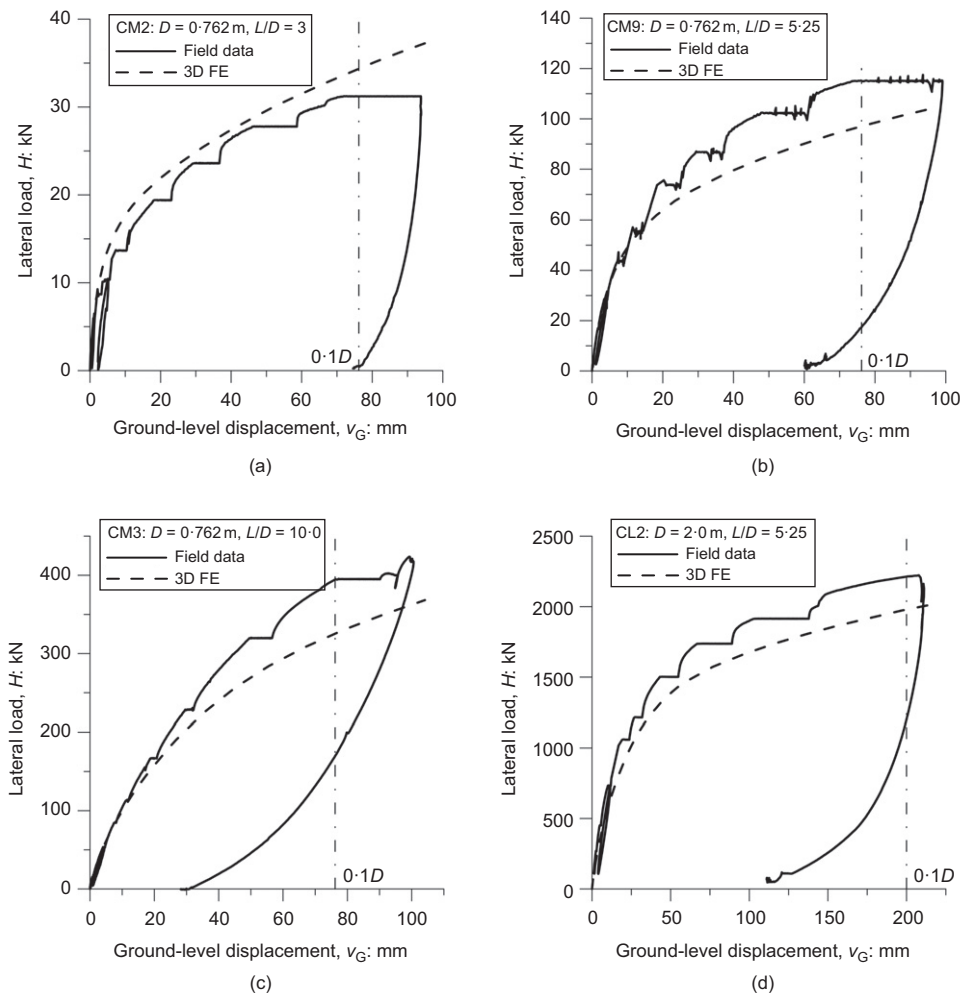 CM2: D = 0·762 m, L/D = 3
Field data
3D FE
40
30
20
10
0
Lateral load, H: kN
0·1D
0
20
40
60
80
100
Ground-level displacement, vG: mm
(a)
CM9: D = 0·762 m, L/D = 5·25
Field data
3D FE
140
120
100
80
60
40
20
0
Lateral load, H: kN
0·1D
0
20
40
60
80
100
Ground-level displacement, vG: mm
(b)
CM3: D = 0·762 m, L/D = 10·0
Field data
3D FE
400
300
200
100
0
Lateral load, H: kN
0·1D
0
20
40
60
80
100
Ground-level displacement, vG: mm
(c)
CL2: D = 2·0 m, L/D = 5·25
Field data
3D FE
2500
2000
1500
1000
500
0
Lateral load, H: kN
0·1D
0
50
100
150
200
Ground-level displacement, vG: mm
(d)